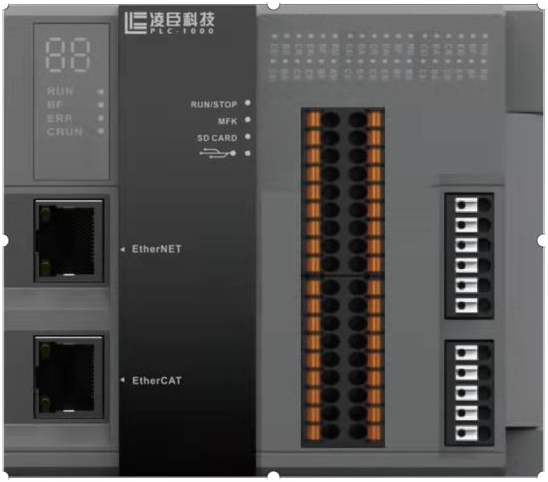 凌臣科技
PLC-1000
88
RUN
BF
ERR
CRUN
RUN/STOP
MFK
SD CARD
EtherNET
EtherCAT